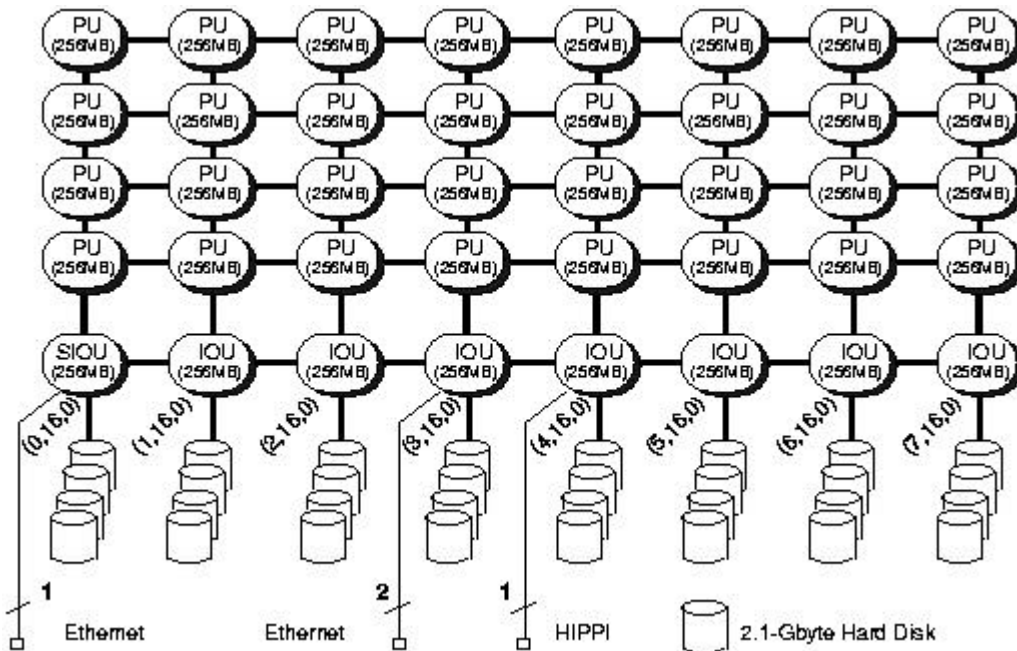 PU PU PU PU PU PU PU PU
(256MB) (256MB) (256MB) (256MB) (256MB) (256MB) (256MB) (256MB)
PU PU PU PU PU PU PU PU
(256MB) (256MB) (256MB) (256MB) (256MB) (256MB) (256MB) (256MB)
PU PU PU PU PU PU PU PU
(256MB) (256MB) (256MB) (256MB) (256MB) (256MB) (256MB) (256MB)
PU PU PU PU PU PU PU PU
(256MB) (256MB) (256MB) (256MB) (256MB) (256MB) (256MB) (256MB)
SIOU IOU IOU IOU IOU IOU IOU IOU
(256MB) (256MB) (256MB) (256MB) (256MB) (256MB) (256MB) (256MB)
(0,16,0) (1,16,0) (2,16,0) (3,16,0) (4,16,0) (5,16,0) (6,16,0) (7,16,0)
1 2 1
Ethernet Ethernet HIPPI 2.1-Gbyte Hard Disk